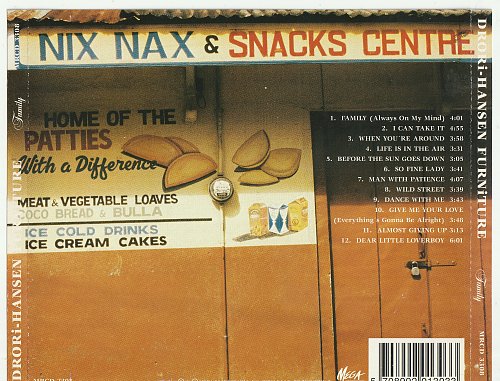 NIX NAX & SNACKS CENTRE
HOME OF THE
PATTIES
With a Difference
MEAT & VEGETABLE LOAVES
COCO BREAD & BULLA
ICE COLD DRINKS
ICE CREAM CAKES
1. FAMILY (Always On My Mind) 4:01
2. I CAN TAKE IT 4:55
3. WHEN YOU'RE AROUND 3:58
4. LIFE IS IN THE AIR 3:31
5. BEFORE THE SUN GOES DOWN 3:05
6. SO FINE LADY 3:41
7. MAN WITH PATIENCE 4:05
8. WILD STREET 3:39
9. DANCE WITH ME 3:43
10. GIVE ME YOUR LOVE
(Everything's Gonna Be Alright) 3:46
11. ALMOST GIVING UP 3:13
12. DEAR LITTLE LOVERBOY 6:01
MEGA
DRORi-HANSEN FURNITURE
Family
MRCD 3308
DRORi-HANSEN FURNITURE
Family
MRCD 3308